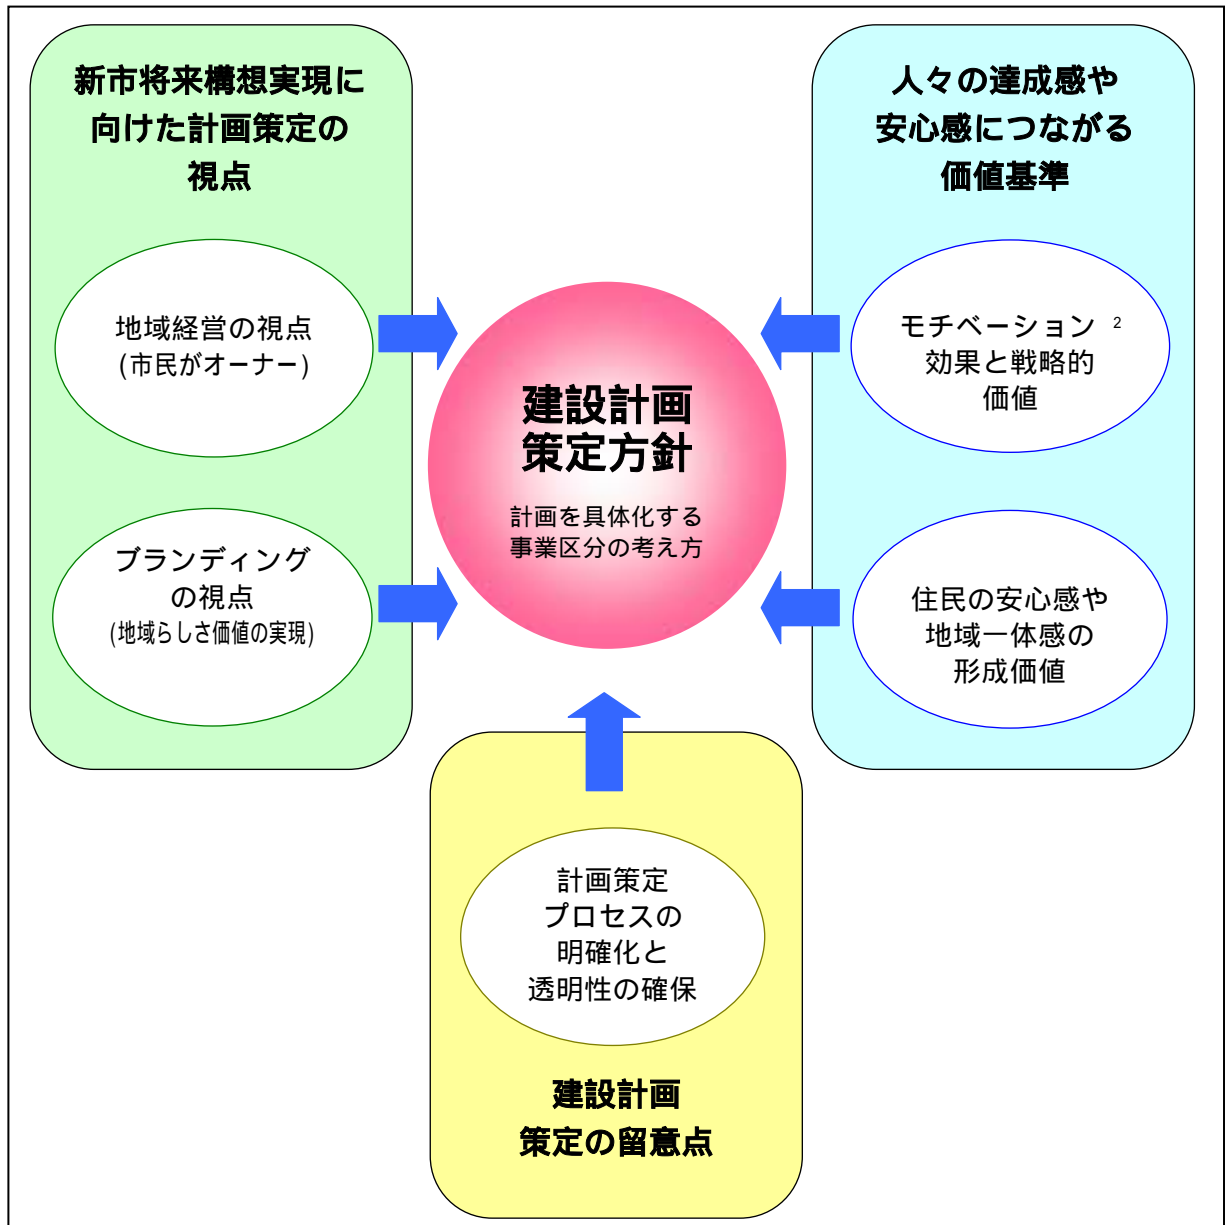 新市将来構想実現に
向けた計画策定の
視点
地域経営の視点
(市民がオーナー)
ブランディング
の視点
(地域らしさ価値の実現)
建設計画
策定方針
計画を具体化する
事業区分の考え方
人々の達成感や
安心感につながる
価値基準
モチベーション 2
効果と戦略的
価値
住民の安心感や
地域一体感の
形成価値
計画策定
プロセスの
明確化と
透明性の確保
建設計画
策定の留意点